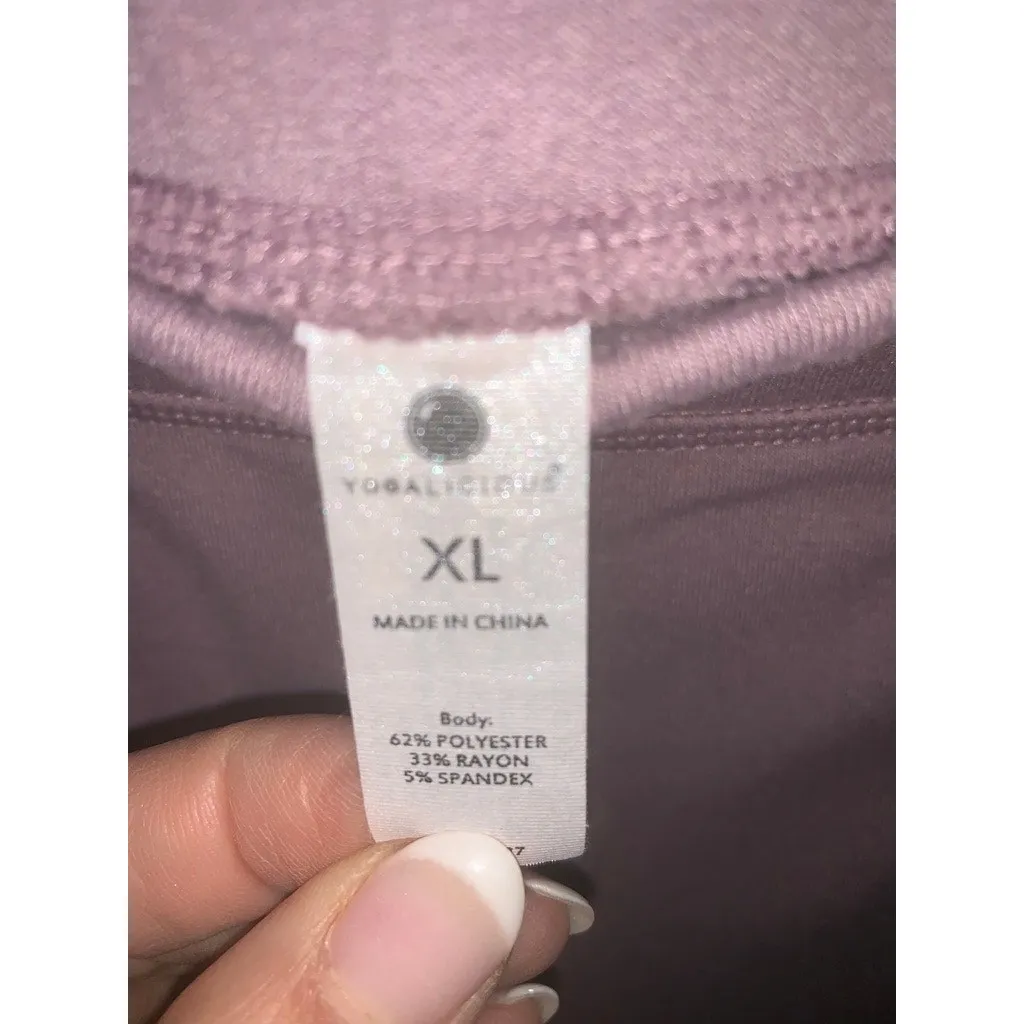 YOGALICIOUS®
XL
MADE IN CHINA
Body:
62% POLYESTER
33% RAYON
5% SPANDEX